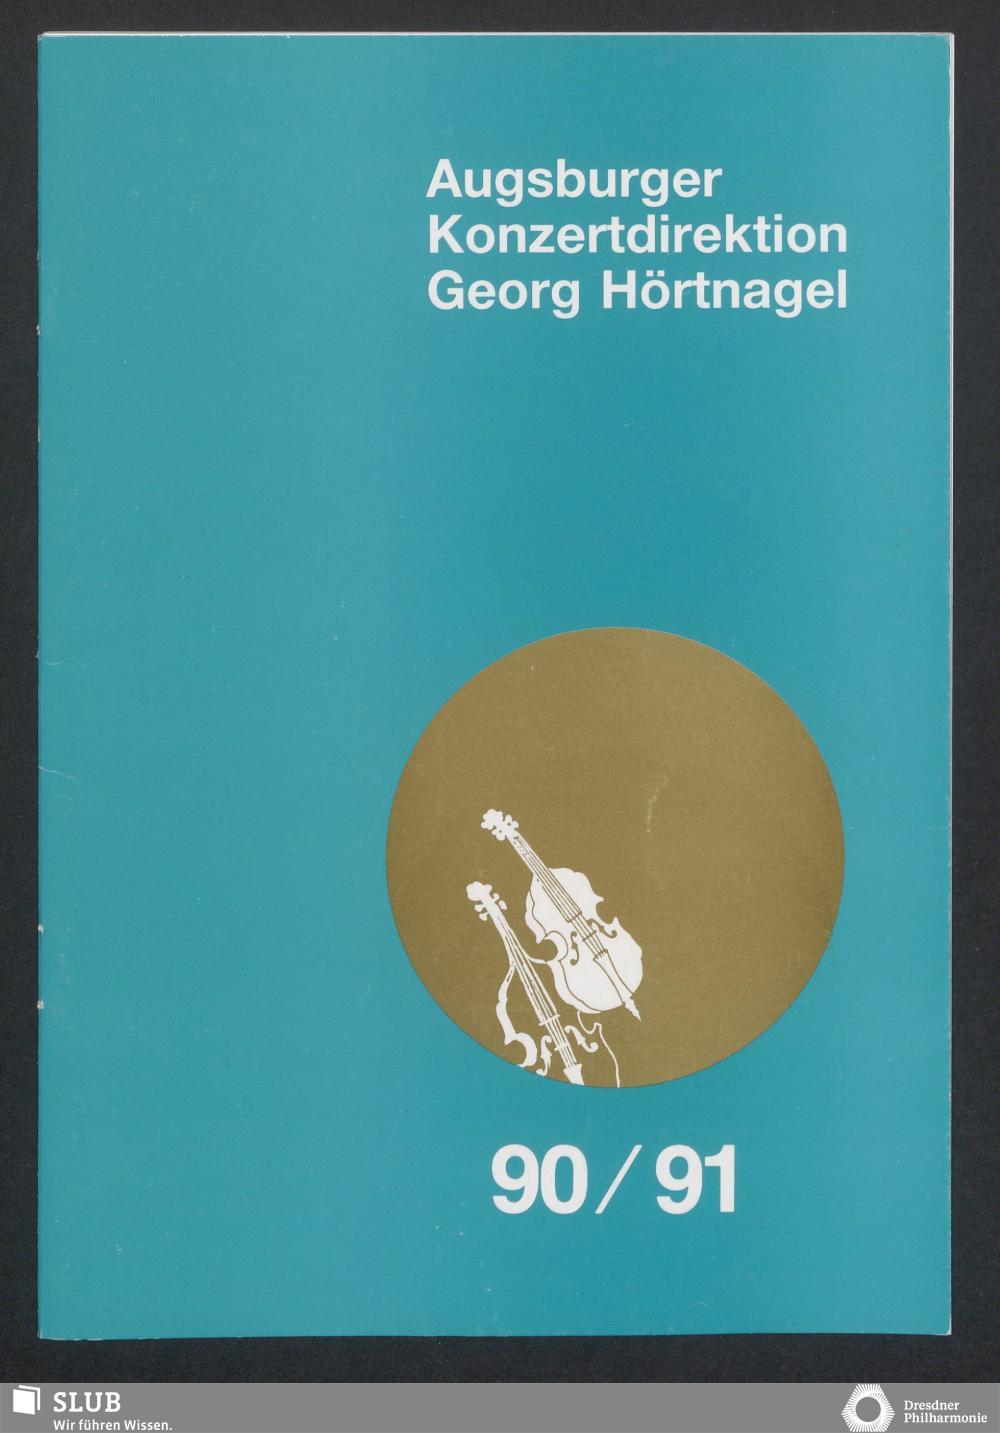 Augsburger
Konzertdirektion
Georg Hörtnagel
90/91
SLUB
Wir führen Wissen.
Dresdner
Philharmonie